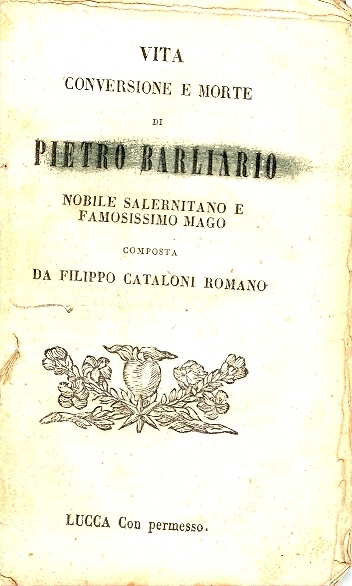 VITA
CONVERSIONE E MORTE
DI
PIETRO BARLIARIO
NOBILE SALERNITANO E
FAMOSISSIMO MAGO
COMPOSTA
DA FILIPPO CATALONI ROMANO
LUCCA Con permesso.